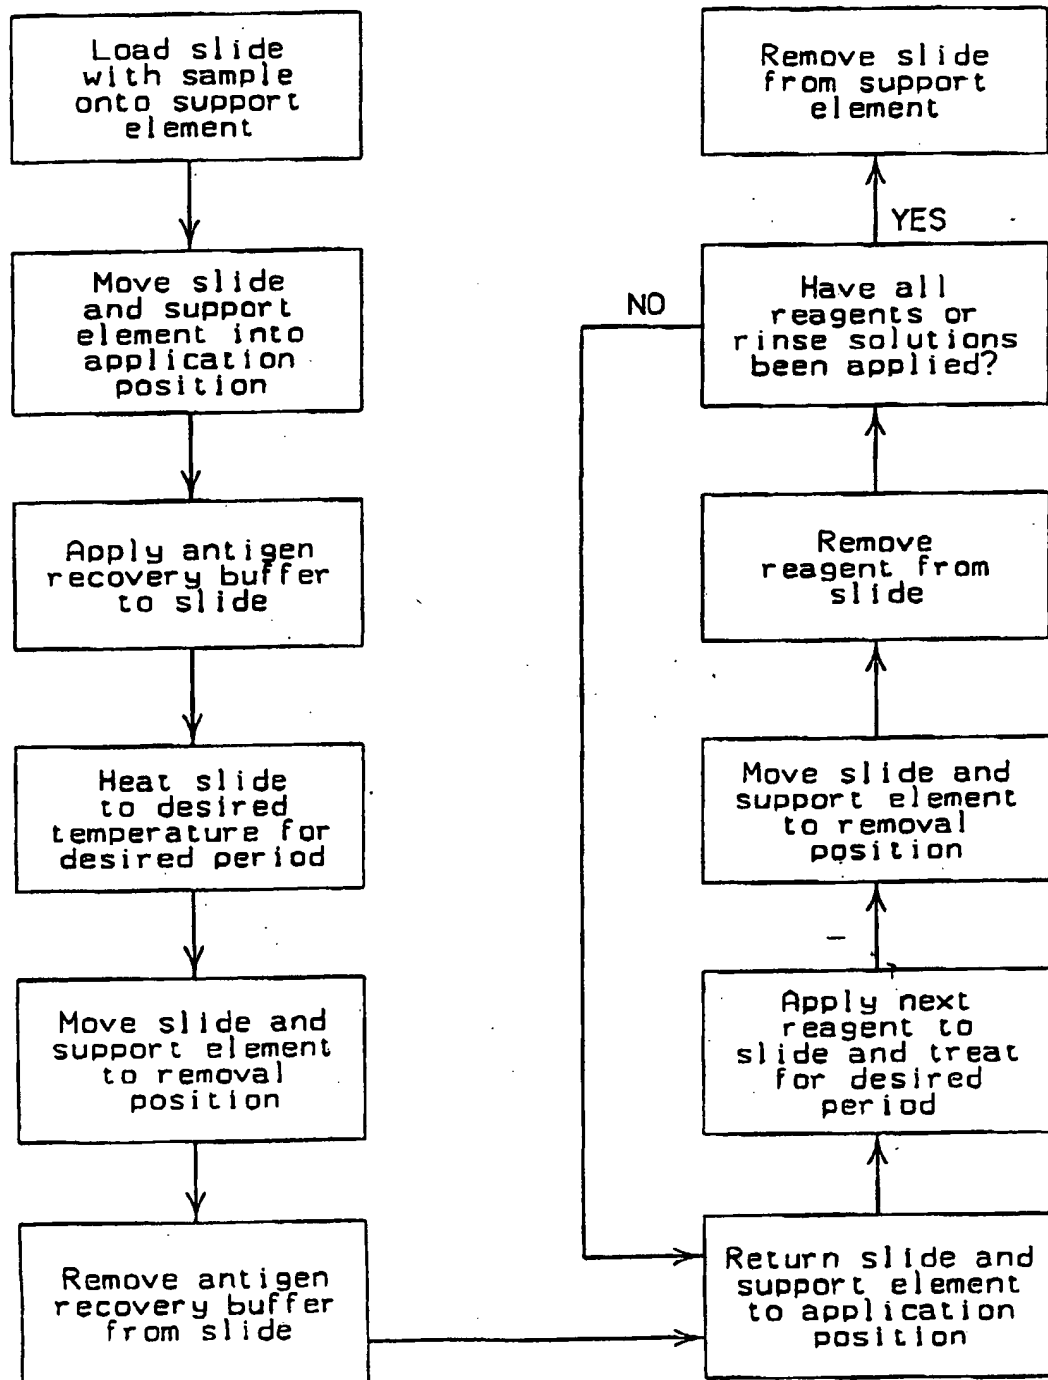 Load slide
with sample
onto support
element
Move slide
and support
element into
application
position
Apply antigen
recovery buffer
to slide
Heat slide
to desired
temperature for
desired period
Move slide and
support element
to removal
position
Remove antigen
recovery buffer
from slide
Return slide and
support element
to application
position
Apply next
reagent to
slide and treat
for desired
period
Move slide and
support element
to removal
position
Remove
reagent from
slide
Have all
reagents or
rinse solutions
been applied?
NO
YES
Remove slide
from support
element